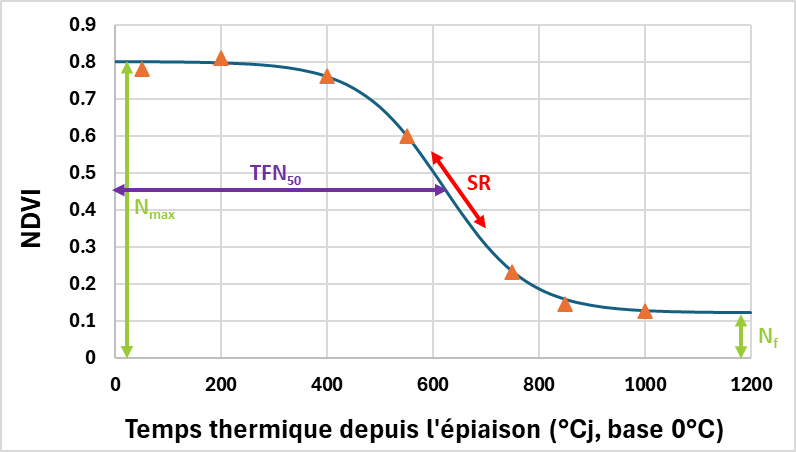 0.9
0.8
0.7
0.6
0.5
0.4
0.3
0.2
0.1
0
NDVI
TFN50
SR
Nmax
Nf
0 200 400 600 800 1000 1200
Temps thermique depuis l'épiaison (°Cj, base 0°C)